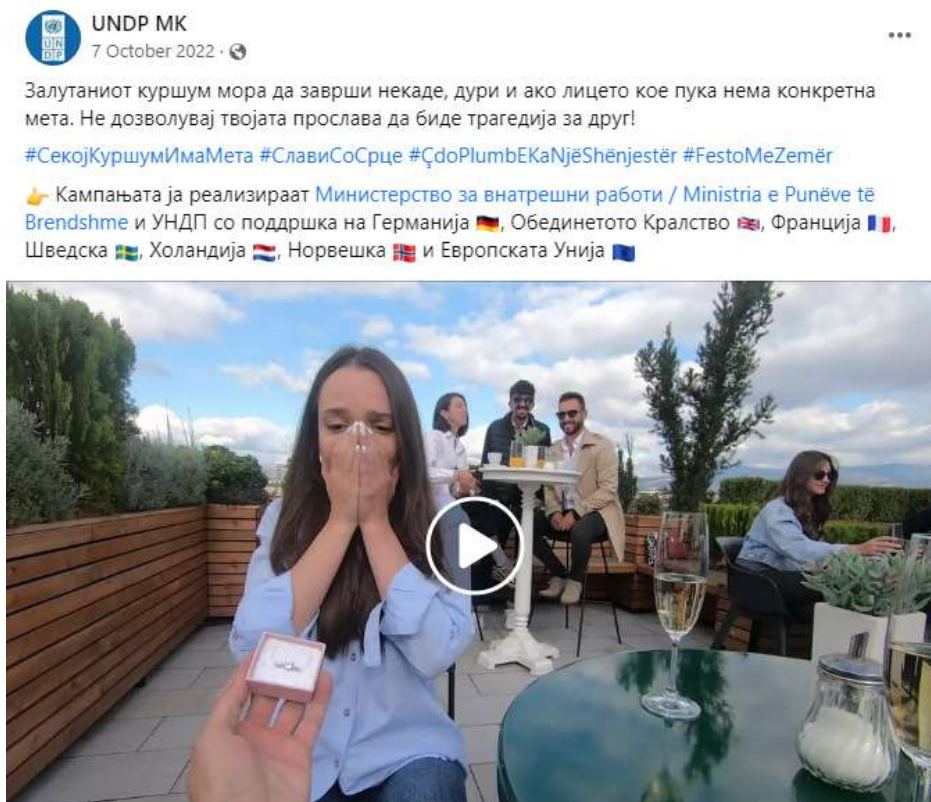 UNDP MK
7 October 2022
Залутаниот куршум мора да заврши некаде, дури и ако лицето кое пука нема конкретна
мета. Не дозволувај твојата прослава да биде трагедија за друг!
#СекојКуршумИмаМета #СлавиСоСрце #ÇdoPlumbEKaNjëShënjestër #FestoMeZemër
👉 Кампањата ја реализираат Министерство за внатрешни работи / Ministria e Punëve të
Brendshme и УНДП со поддршка на Германија 🇩🇪, Обединетото Кралство 🇬🇧, Франција 🇫🇷,
Шведска 🇸🇪, Холандија 🇳🇱, Норвешка 🇳🇴 и Европската Унија 🇪🇺